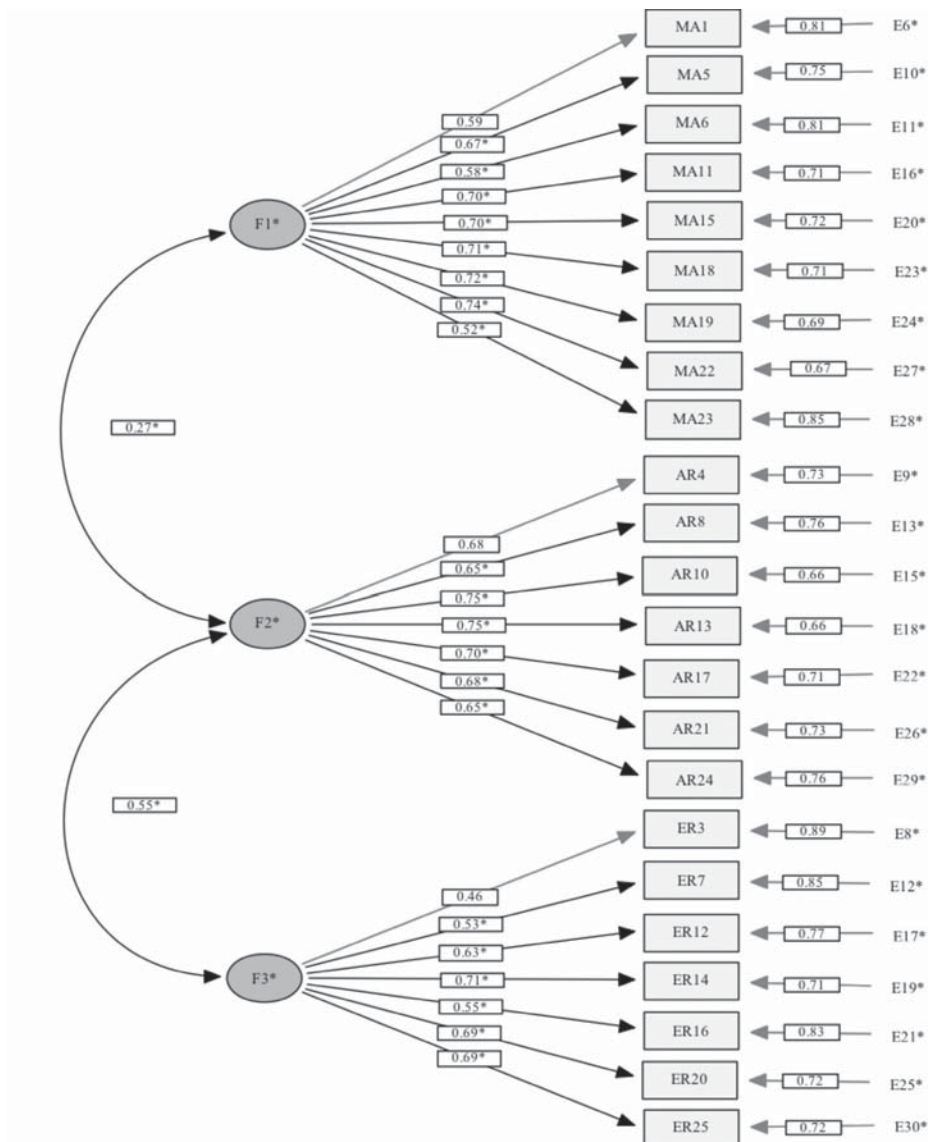 MA1 0.81 E6*
MA5 0.75 E10*
0.59
MA6 0.81 E11*
0.67*
0.58*
MA11 0.71 E16*
0.70*
F1* 0.70* MA15 0.72 E20*
0.71*
MA18 0.71 E23*
0.72*
0.74*
MA19 0.69 E24*
0.52*
MA22 0.67 E27*
MA23 0.85 E28*
0.27*
AR4 0.73 E9*
AR8 0.76 E13*
0.68
0.65*
AR10 0.66 E15*
0.75*
F2* 0.75* AR13 0.66 E18*
0.70*
AR17 0.71 E22*
0.68*
0.65*
AR21 0.73 E26*
AR24 0.76 E29*
0.55*
ER3 0.89 E8*
ER7 0.85 E12*
0.46
0.53*
ER12 0.77 E17*
0.63*
F3* 0.71* ER14 0.71 E19*
0.55*
ER16 0.83 E21*
0.69*
0.69*
ER20 0.72 E25*
ER25 0.72 E30*